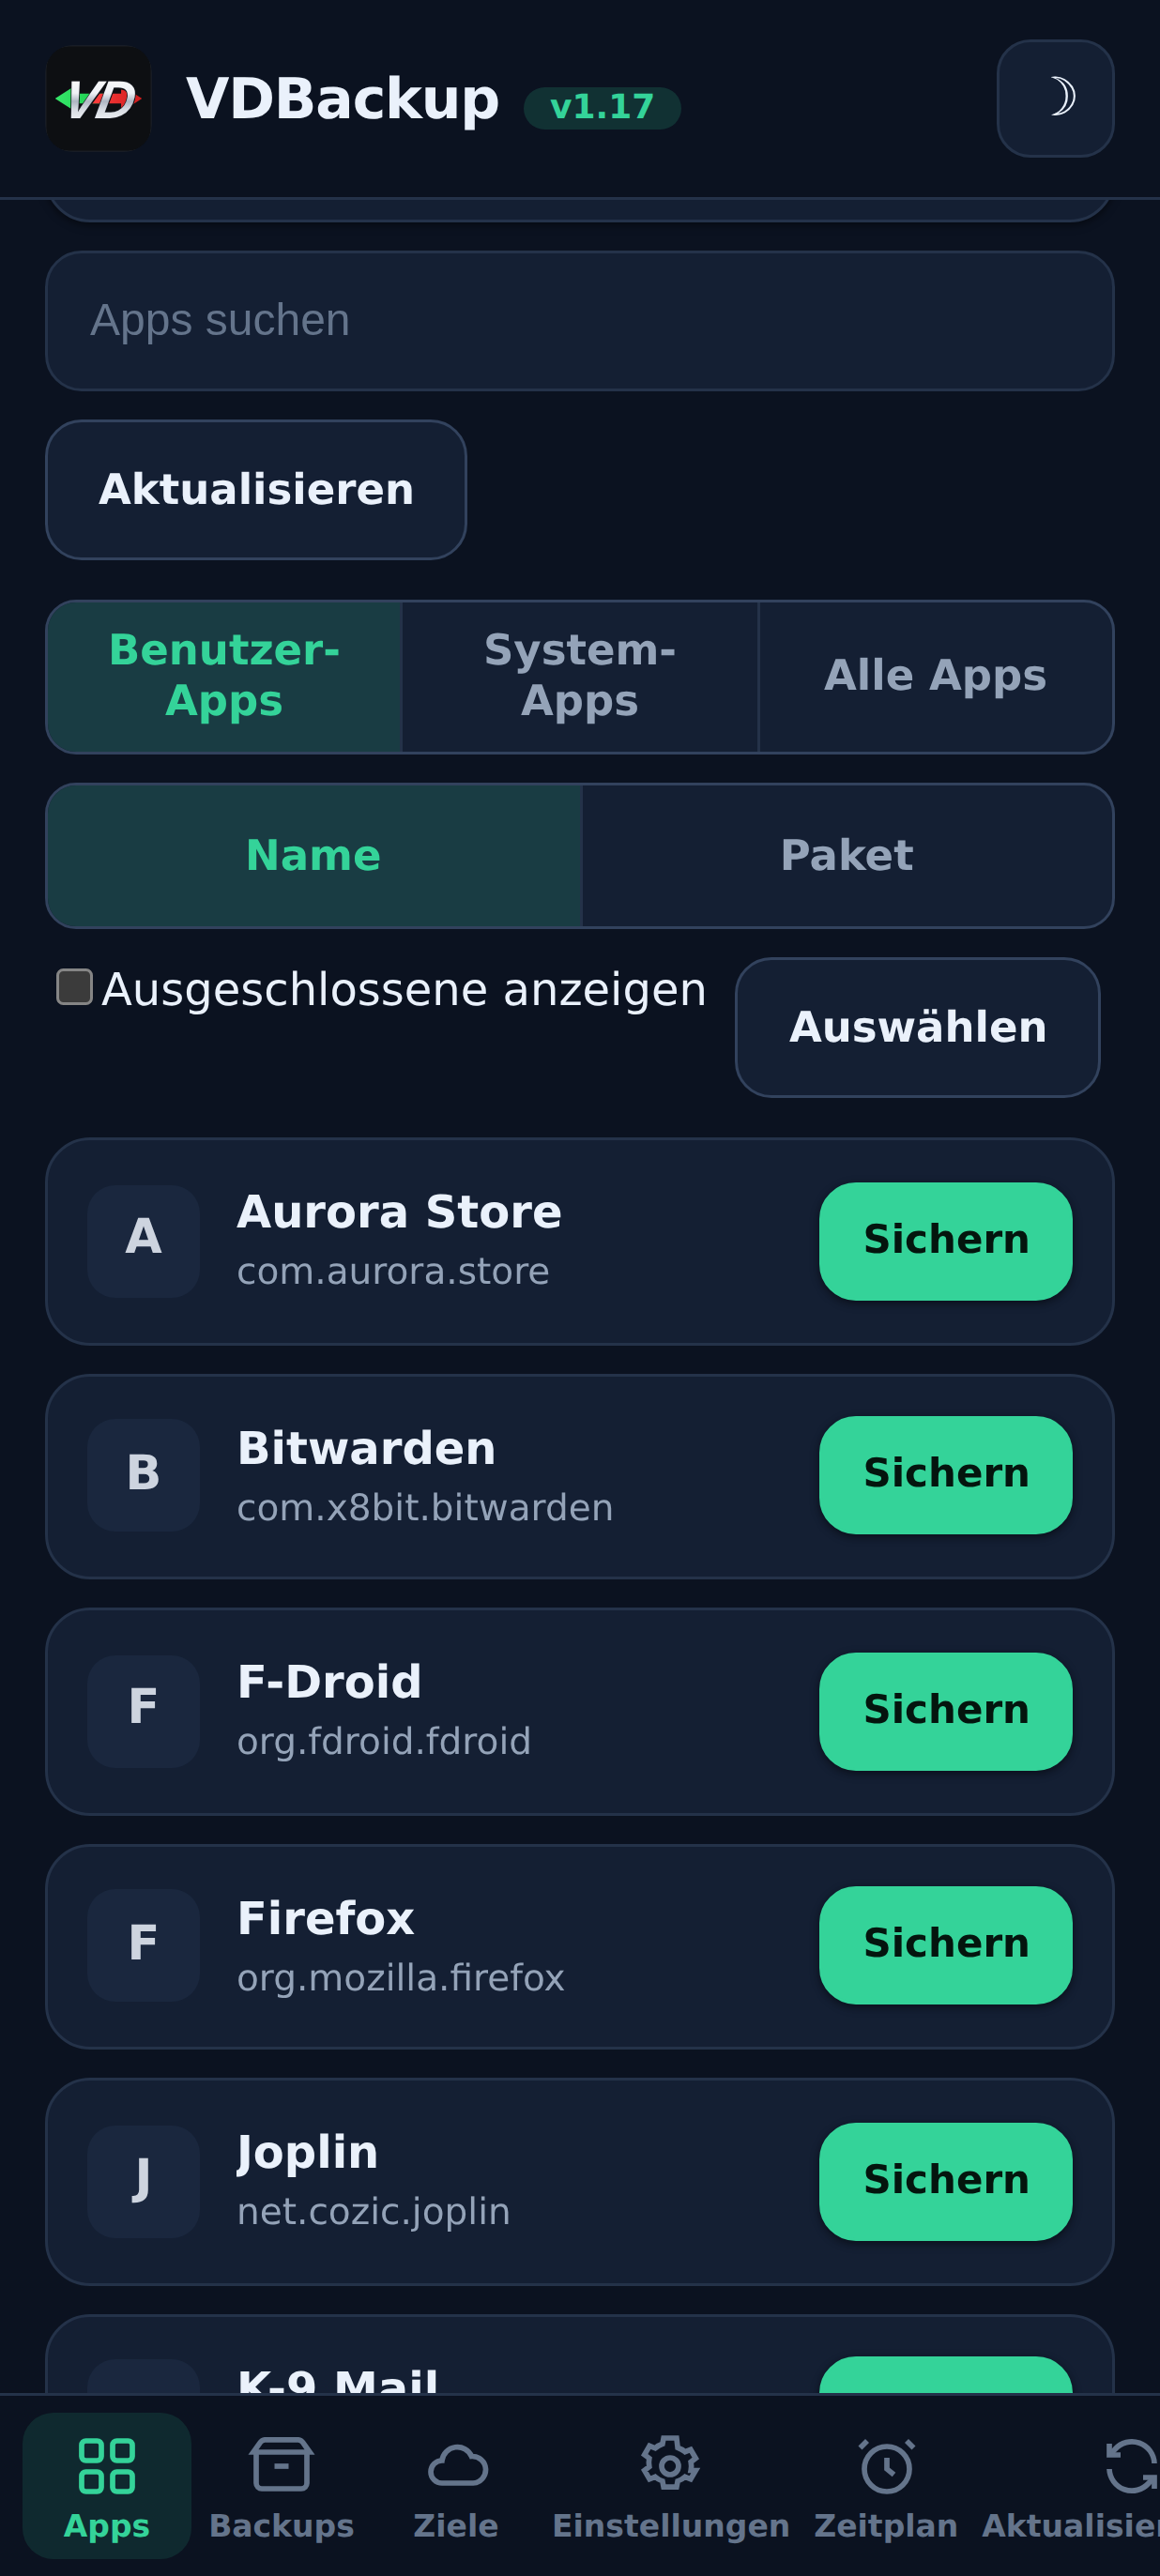 VD
VDBackup v1.17
Apps suchen
Aktualisieren
Benutzer-
Apps
System-
Apps
Alle Apps
Name
Paket
Ausgeschlossene anzeigen
Auswählen
A
Aurora Store
com.aurora.store
Sichern
B
Bitwarden
com.x8bit.bitwarden
Sichern
F
F-Droid
org.fdroid.fdroid
Sichern
F
Firefox
org.mozilla.firefox
Sichern
J
Joplin
net.cozic.joplin
Sichern
K-9 Mail
Apps
Backups
Ziele
Einstellungen
Zeitplan